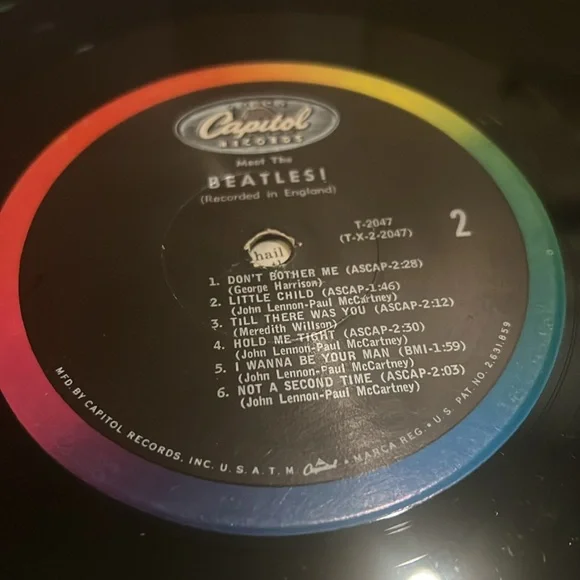 Capitol
RECORDS
Meet The
BEATLES!
(Recorded in England)
T-2047
(T-X-2-2047)
2
hail
1. DON'T BOTHER ME (ASCAP-2:28)
(George Harrison)
2. LITTLE CHILD (ASCAP-1:46)
(John Lennon-Paul McCartney)
3. TILL THERE WAS YOU (ASCAP-2:12)
(Meredith Willson)
4. HOLD ME TIGHT (ASCAP-2:30)
(John Lennon-Paul McCartney)
5. I WANNA BE YOUR MAN (BMI-1:59)
(John Lennon-Paul McCartney)
6. NOT A SECOND TIME (ASCAP-2:03)
(John Lennon-Paul McCartney)
MFD. BY CAPITOL RECORDS, INC. U. S. A. T. M. Capitol • MARCA REG. • U. S. PAT. NO. 2,631,859